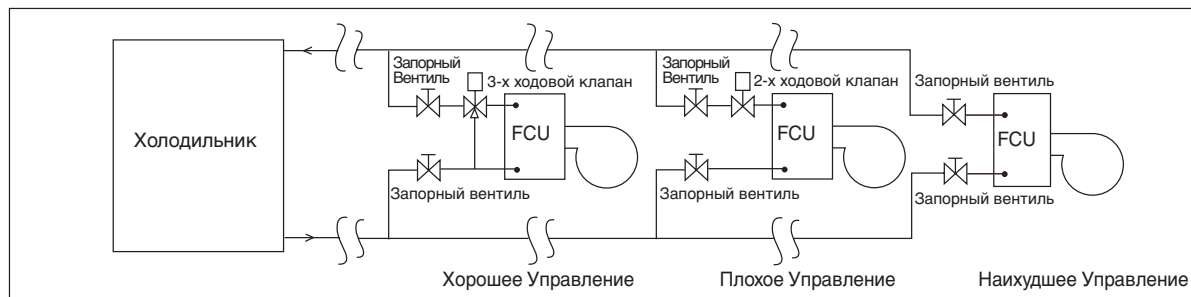 Холодильник
Запорный
Вентиль
3-х ходовой клапан
FCU
Запорный вентиль
Хорошее Управление
Запорный
Вентиль
2-х ходовой клапан
FCU
Запорный вентиль
Плохое Управление
Запорный вентиль
FCU
Запорный вентиль
Наихудшее Управление